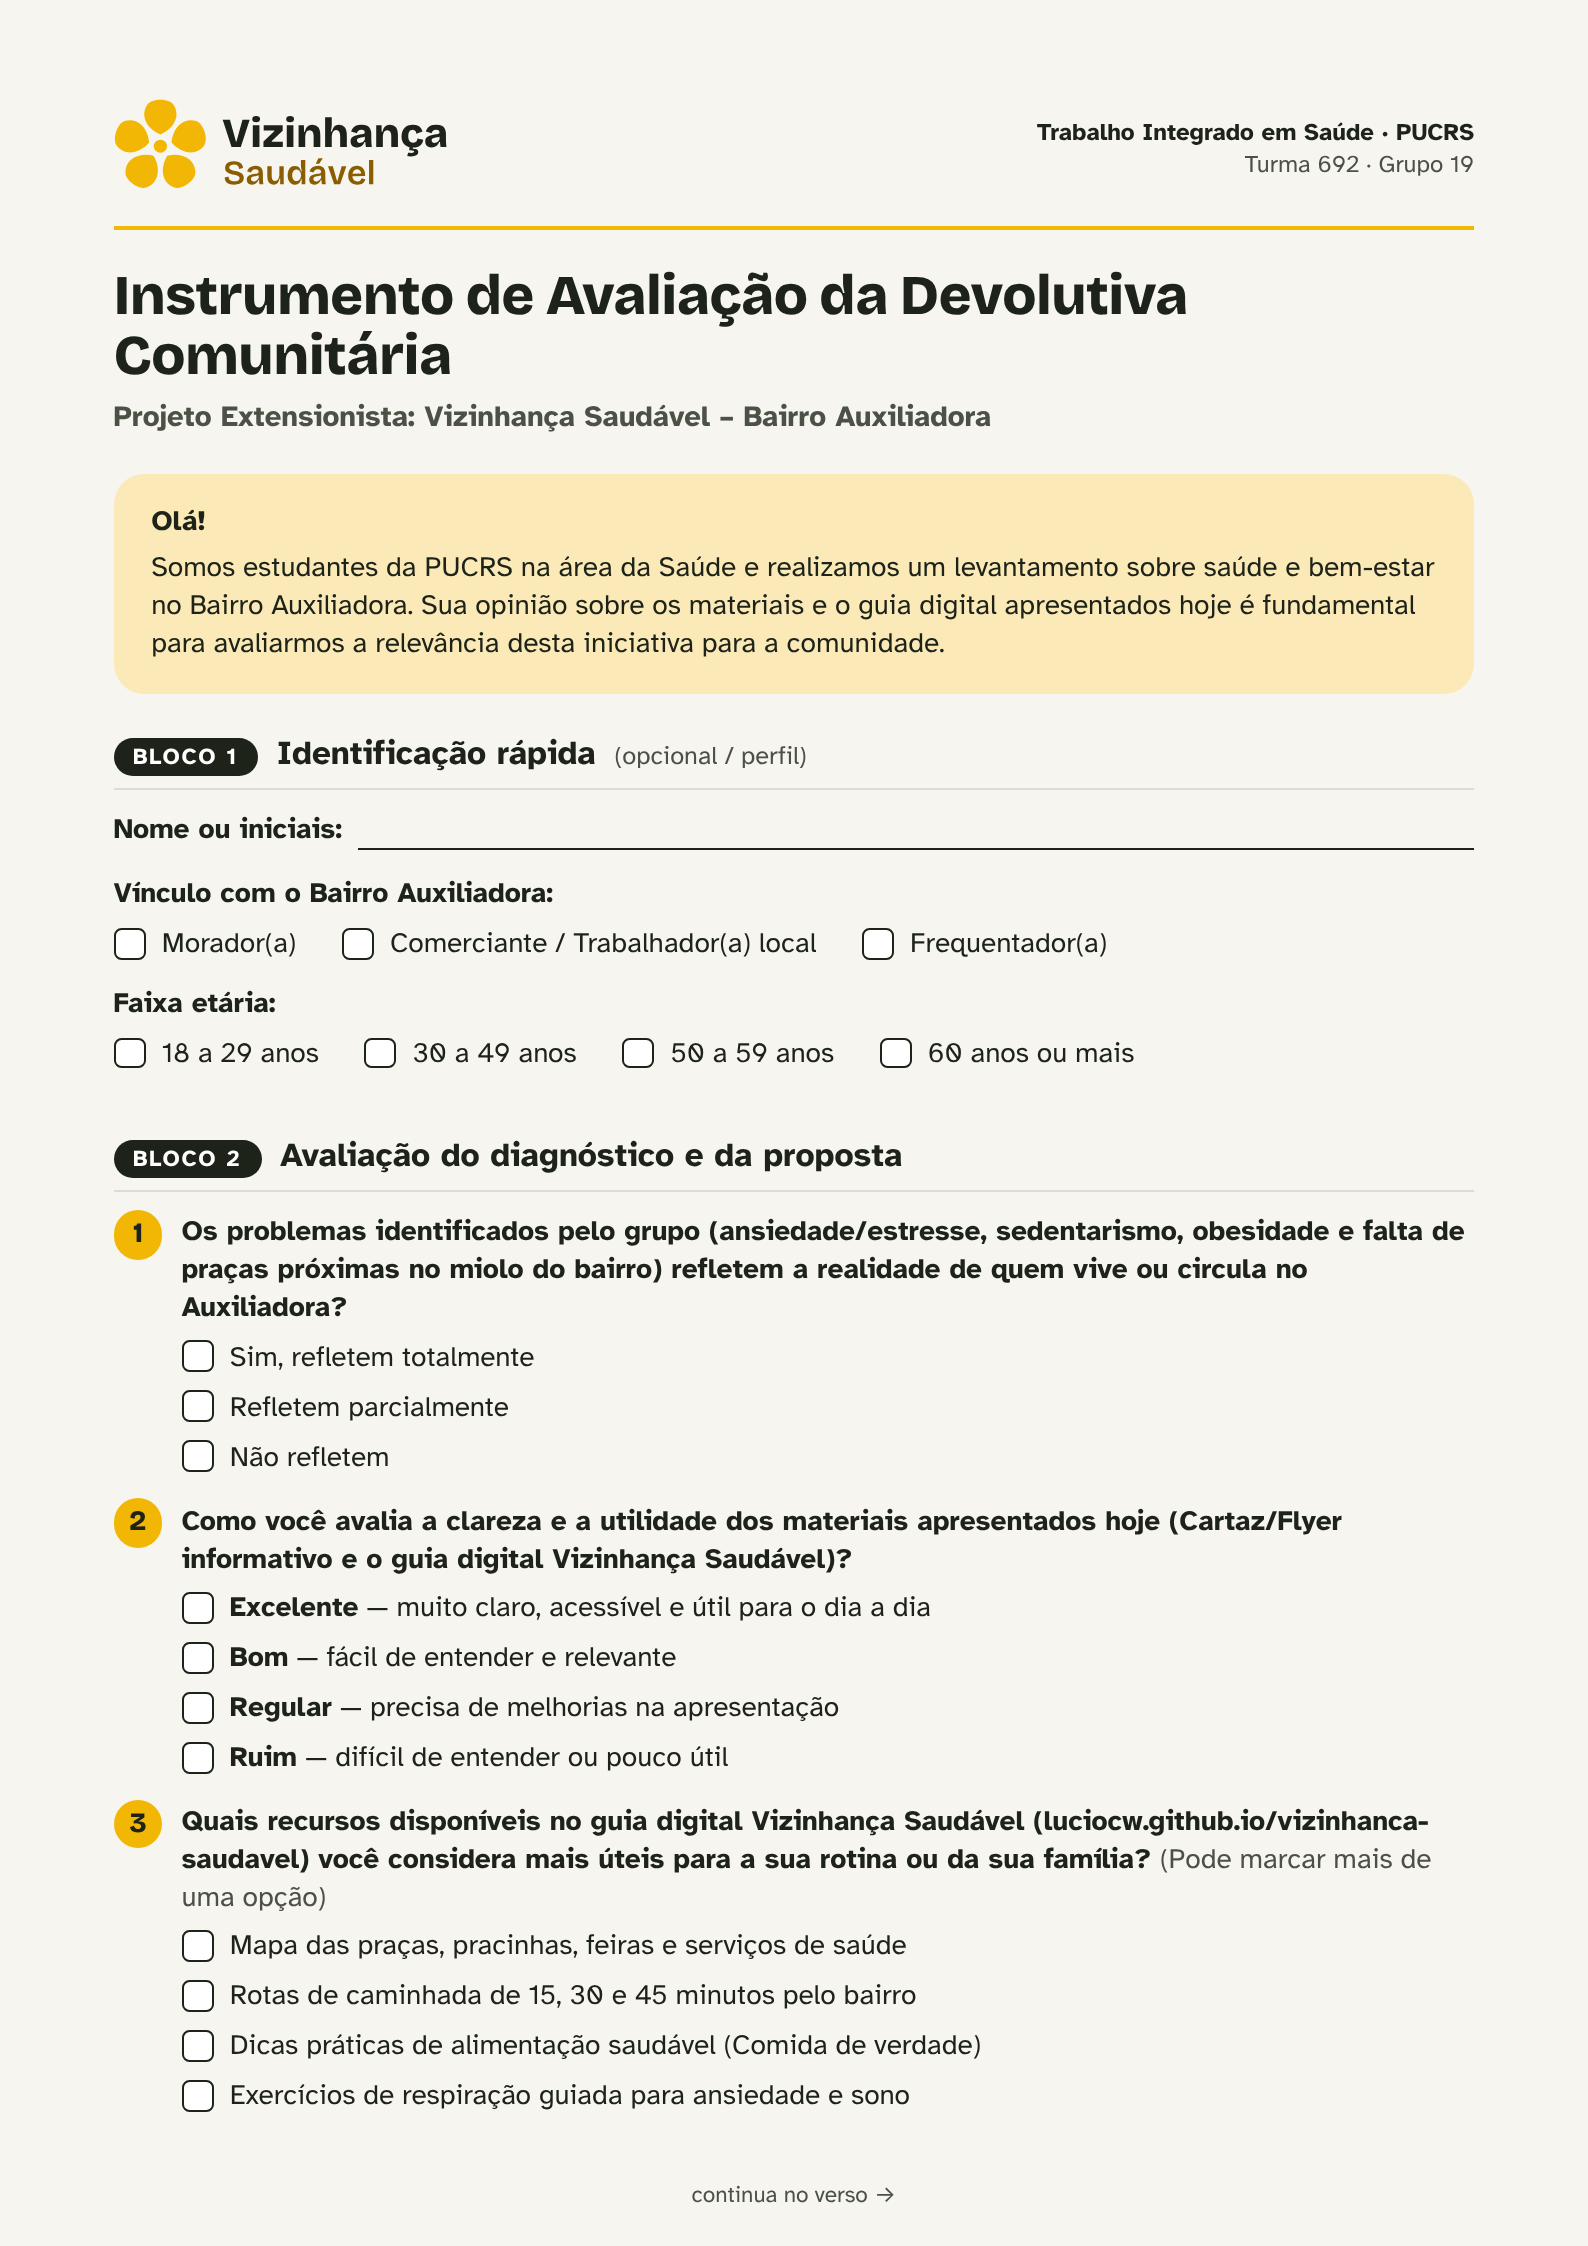 Vizinhança
Saudável
Trabalho Integrado em Saúde · PUCRS
Turma 692 · Grupo 19
Instrumento de Avaliação da Devolutiva
Comunitária
Projeto Extensionista: Vizinhança Saudável – Bairro Auxiliadora
Olá!
Somos estudantes da PUCRS na área da Saúde e realizamos um levantamento sobre saúde e bem-estar
no Bairro Auxiliadora. Sua opinião sobre os materiais e o guia digital apresentados hoje é fundamental
para avaliarmos a relevância desta iniciativa para a comunidade.
BLOCO 1 Identificação rápida (opcional / perfil)
Nome ou iniciais:
Vínculo com o Bairro Auxiliadora:
Morador(a) Comerciante / Trabalhador(a) local Frequentador(a)
Faixa etária:
18 a 29 anos 30 a 49 anos 50 a 59 anos 60 anos ou mais
BLOCO 2 Avaliação do diagnóstico e da proposta
1 Os problemas identificados pelo grupo (ansiedade/estresse, sedentarismo, obesidade e falta de
praças próximas no miolo do bairro) refletem a realidade de quem vive ou circula no
Auxiliadora?
Sim, refletem totalmente
Refletem parcialmente
Não refletem
2 Como você avalia a clareza e a utilidade dos materiais apresentados hoje (Cartaz/Flyer
informativo e o guia digital Vizinhança Saudável)?
Excelente — muito claro, acessível e útil para o dia a dia
Bom — fácil de entender e relevante
Regular — precisa de melhorias na apresentação
Ruim — difícil de entender ou pouco útil
3 Quais recursos disponíveis no guia digital Vizinhança Saudável (luciocw.github.io/vizinhanca-
saudavel) você considera mais úteis para a sua rotina ou da sua família? (Pode marcar mais de
uma opção)
Mapa das praças, pracinhas, feiras e serviços de saúde
Rotas de caminhada de 15, 30 e 45 minutos pelo bairro
Dicas práticas de alimentação saudável (Comida de verdade)
Exercícios de respiração guiada para ansiedade e sono
continua no verso →